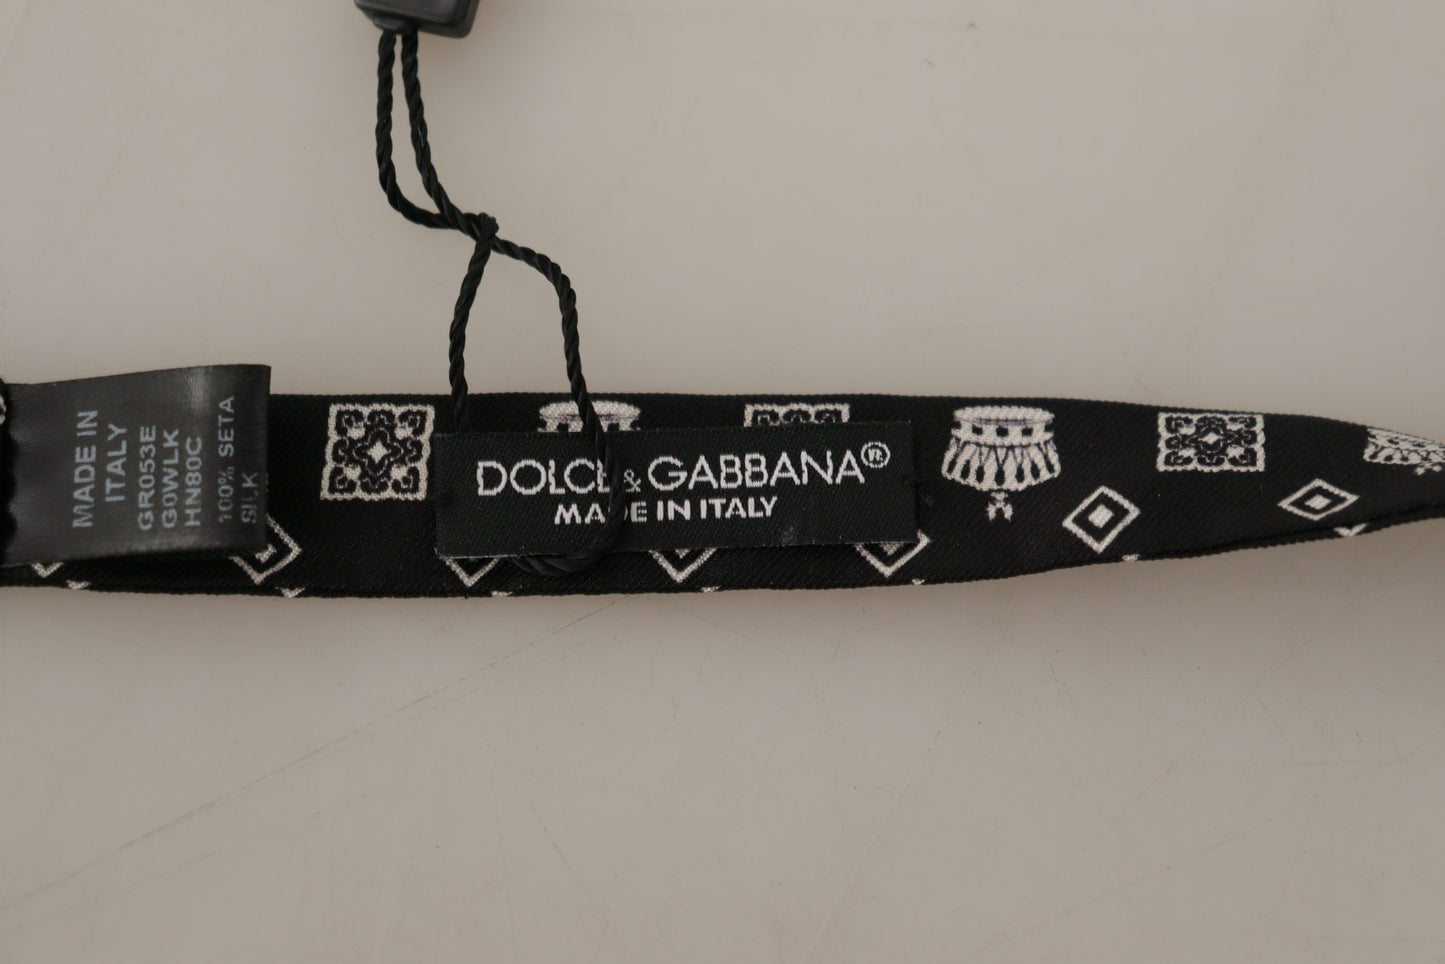 MADE IN
ITALY
GR053E
G0WLK
HN80C
100% SETA
SILK
DOLCE & GABBANA®
MADE IN ITALY